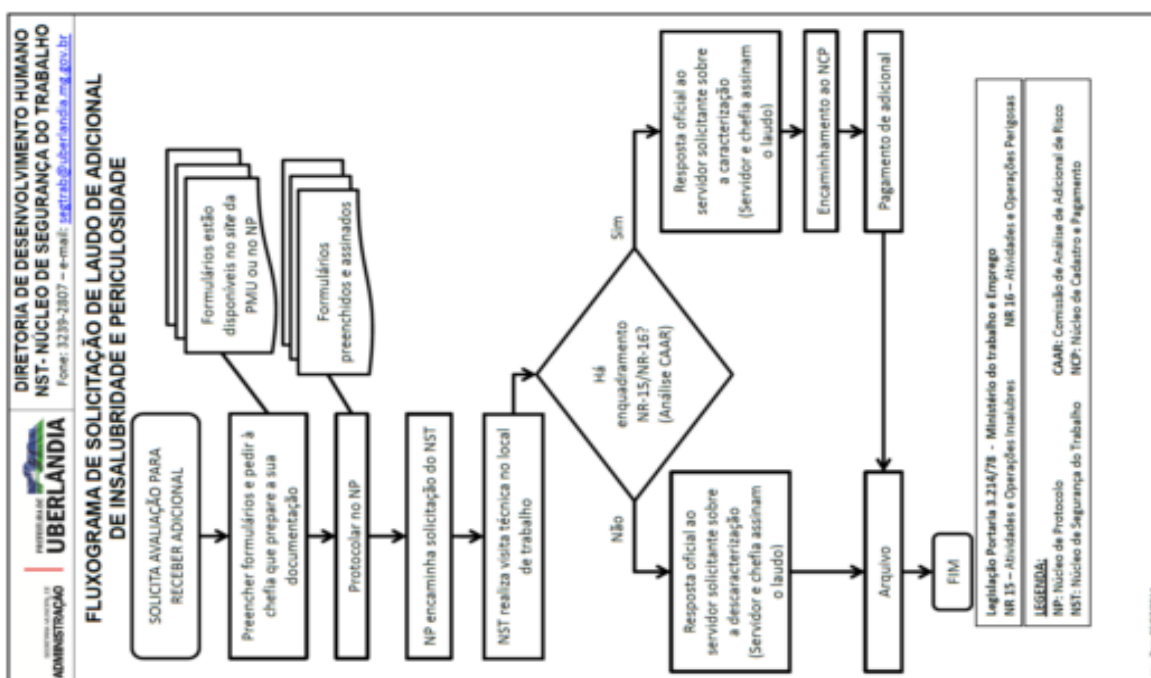 SECRETARIA MUNICIPAL DE
ADMINISTRAÇÃO
PREFEITURA DE
UBERLÂNDIA
DIRETORIA DE DESENVOLVIMENTO HUMANO
NST- NÚCLEO DE SEGURANÇA DO TRABALHO
Fone: 3239-2807 – e-mail: segtrab@uberlandia.mg.gov.br
FLUXOGRAMA DE SOLICITAÇÃO DE LAUDO DE ADICIONAL
DE INSALUBRIDADE E PERICULOSIDADE
SOLICITA AVALIAÇÃO PARA
RECEBER ADICIONAL
Formulários estão
disponíveis no site da
PMU ou no NP
Preencher formulários e pedir à
chefia que prepare a sua
documentação
Formulários
preenchidos e assinados
Protocolar no NP
NP encaminha solicitação do NST
NST realiza visita técnica no local
de trabalho
Há
enquadramento
NR-15/NR-16?
(Análise CAAR)
Não
Sim
Resposta oficial ao
servidor solicitante sobre
a descaracterização
(Servidor e chefia assinam
o laudo)
Resposta oficial ao
servidor solicitante sobre
a caracterização
(Servidor e chefia assinam
o laudo)
Encaminhamento ao NCP
Arquivo
Pagamento de adicional
FIM
Legislação Portaria 3.214/78 - Ministério do trabalho e Emprego
NR 15 – Atividades e Operações Insalubres NR 16 – Atividades e Operações Perigosas
LEGENDA:
NP: Núcleo de Protocolo CAAR: Comissão de Análise de Adicional de Risco
NST: Núcleo de Segurança do Trabalho NCP: Núcleo de Cadastro e Pagamento